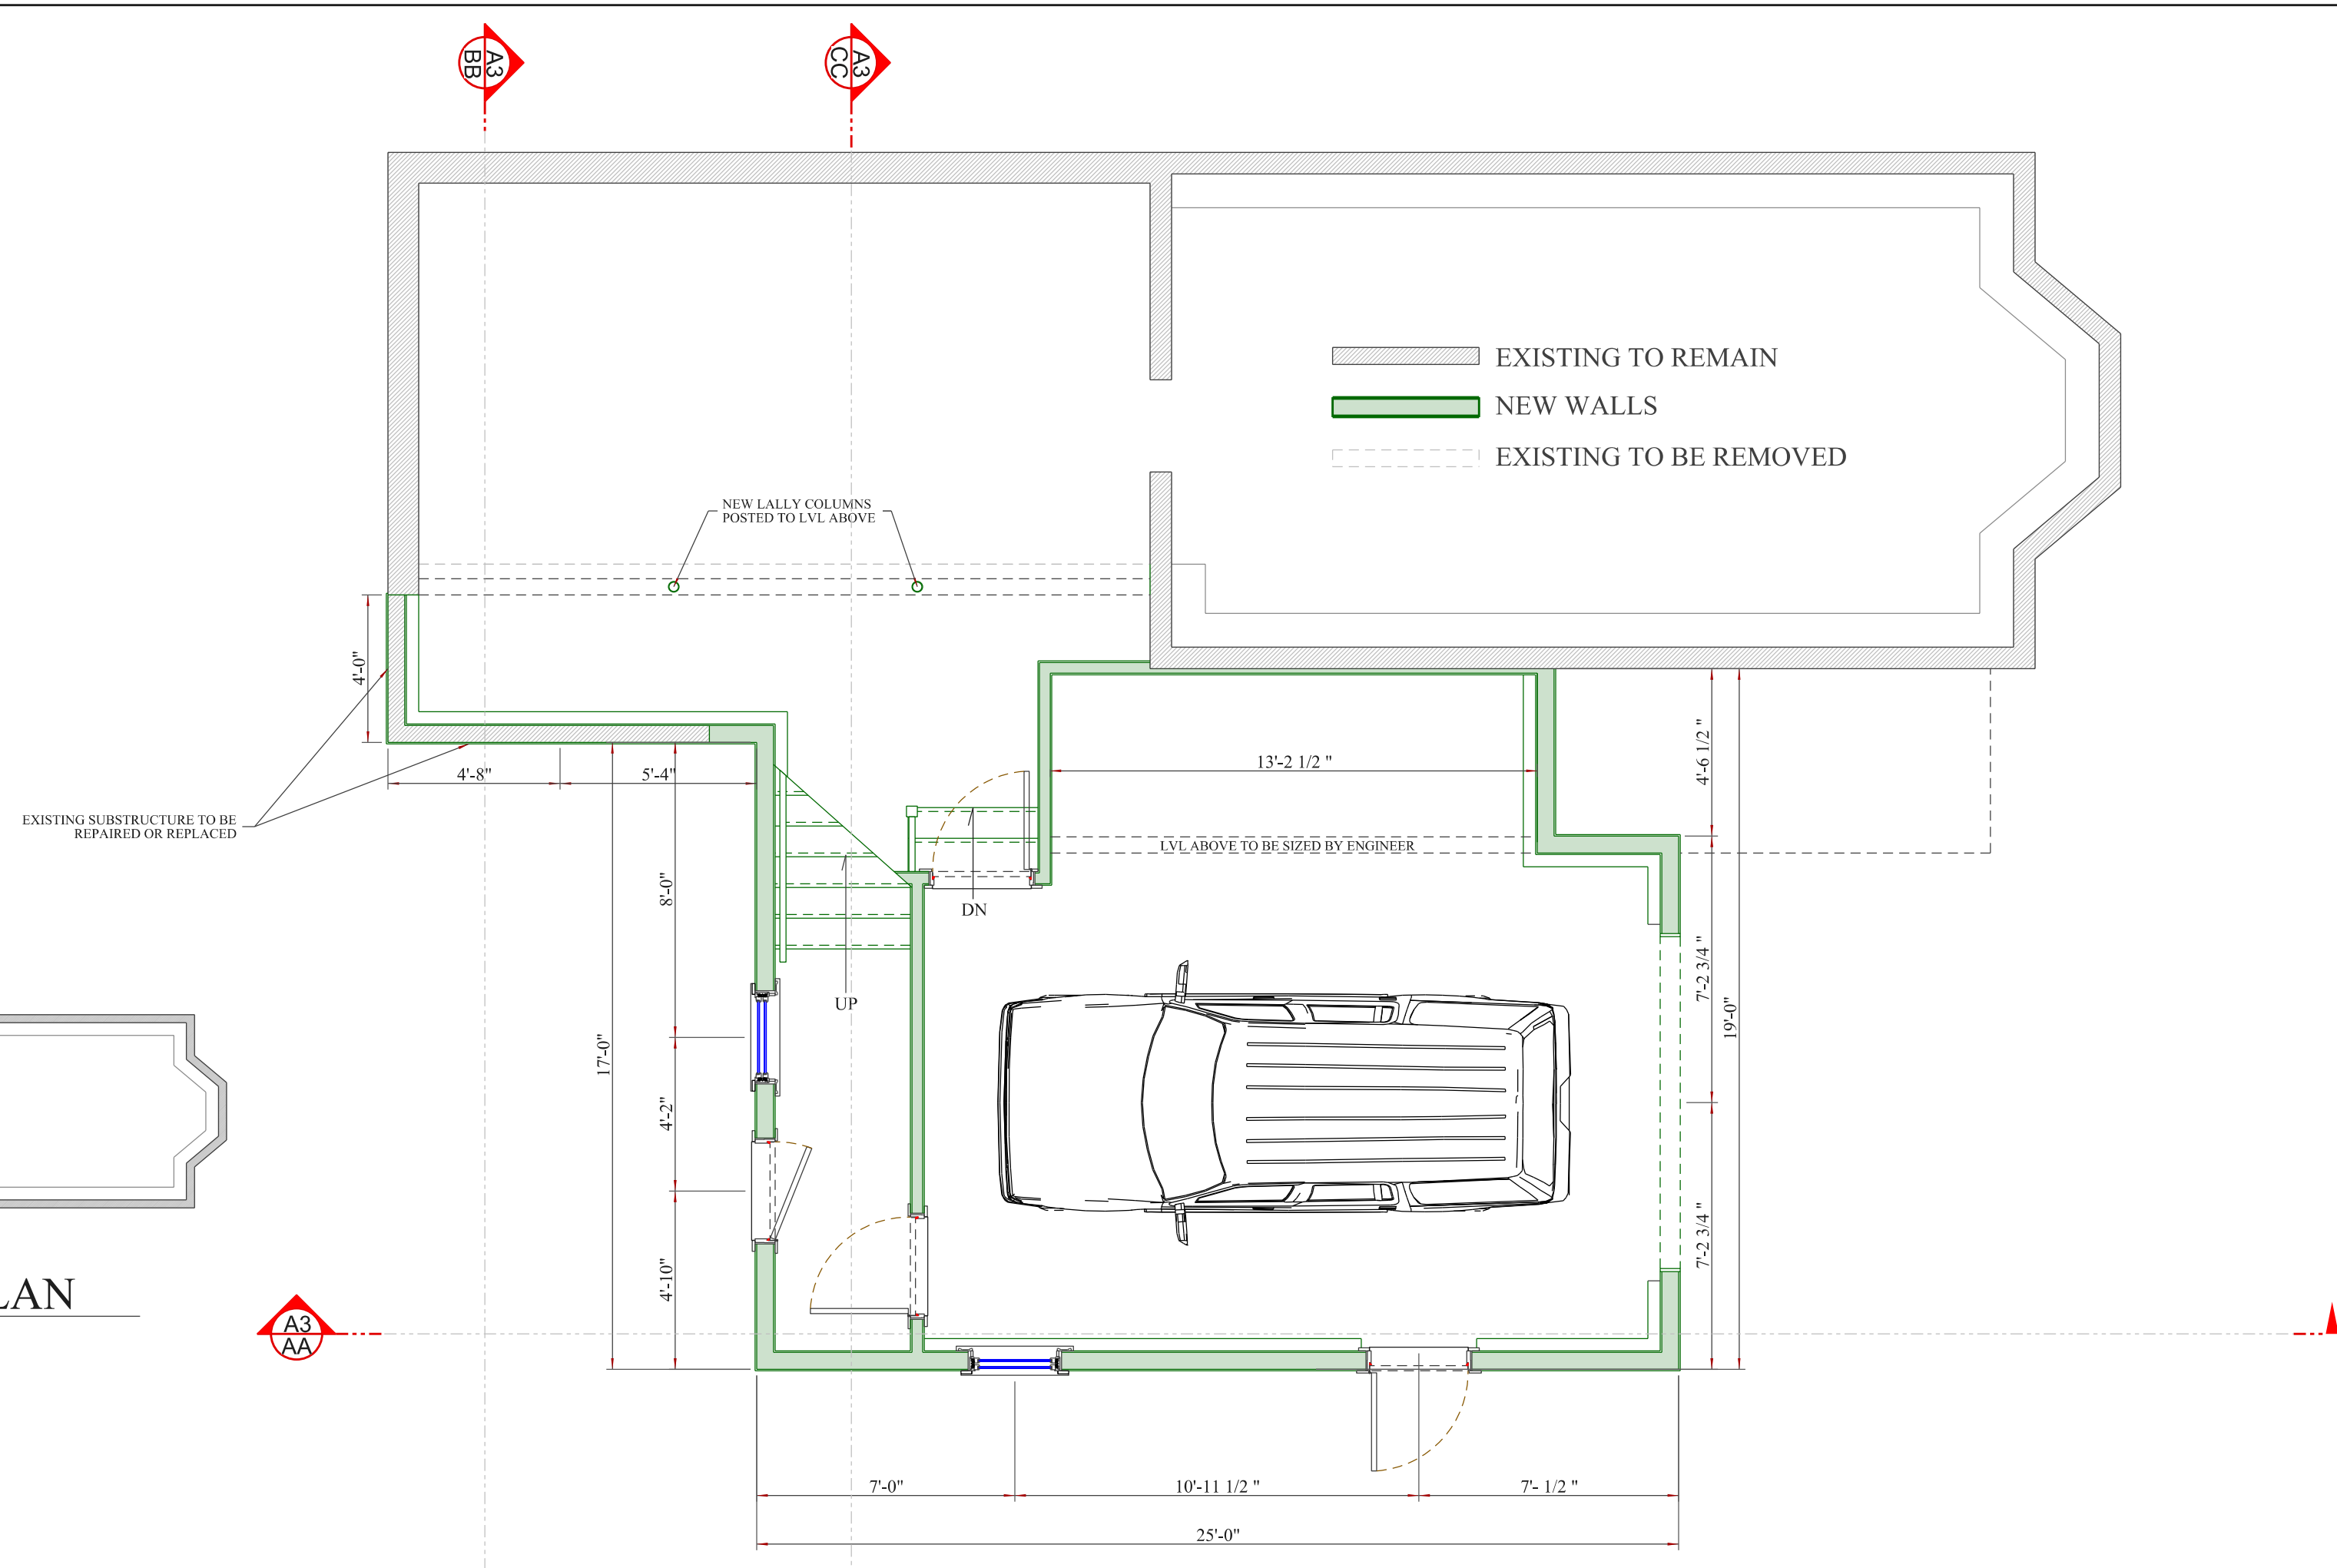 A3
BB
A3
CC
EXISTING TO REMAIN
NEW WALLS
EXISTING TO BE REMOVED
NEW LALLY COLUMNS
POSTED TO LVL ABOVE
4'-0"
4'-8"
5'-4"
EXISTING SUBSTRUCTURE TO BE
REPAIRED OR REPLACED
13'-2 1/2 "
4'-6 1/2 "
LVL ABOVE TO BE SIZED BY ENGINEER
8'-0"
DN
UP
7'-2 3/4 "
19'-0"
17'-0"
4'-2"
7'-2 3/4 "
4'-10"
LAN
A3
AA
7'-0"
10'-11 1/2 "
7'- 1/2 "
25'-0"